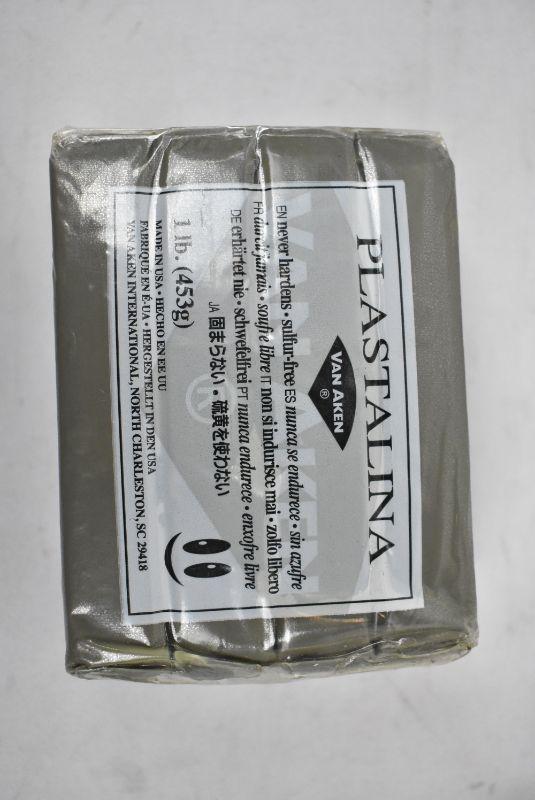 PLASTALINA
VAN AKEN
®
EN never hardens • sulfur-free ES nunca se endurece • sin azufre
FR durcit jamais • soufre libre IT non si indurisce mai • zolfo libero
DE erhärtet nie • schwefelfrei PT nunca endurece • enxofre livre
JA 固まらない • 硫黄を使わない
1 lb. (453g)
MADE IN USA • HECHO EN EE UU
FABRIQUE EN É-UA • HERGESTELLT IN DEN USA
VAN AKEN INTERNATIONAL, NORTH CHARLESTON, SC 29418
VAN AKEN
®